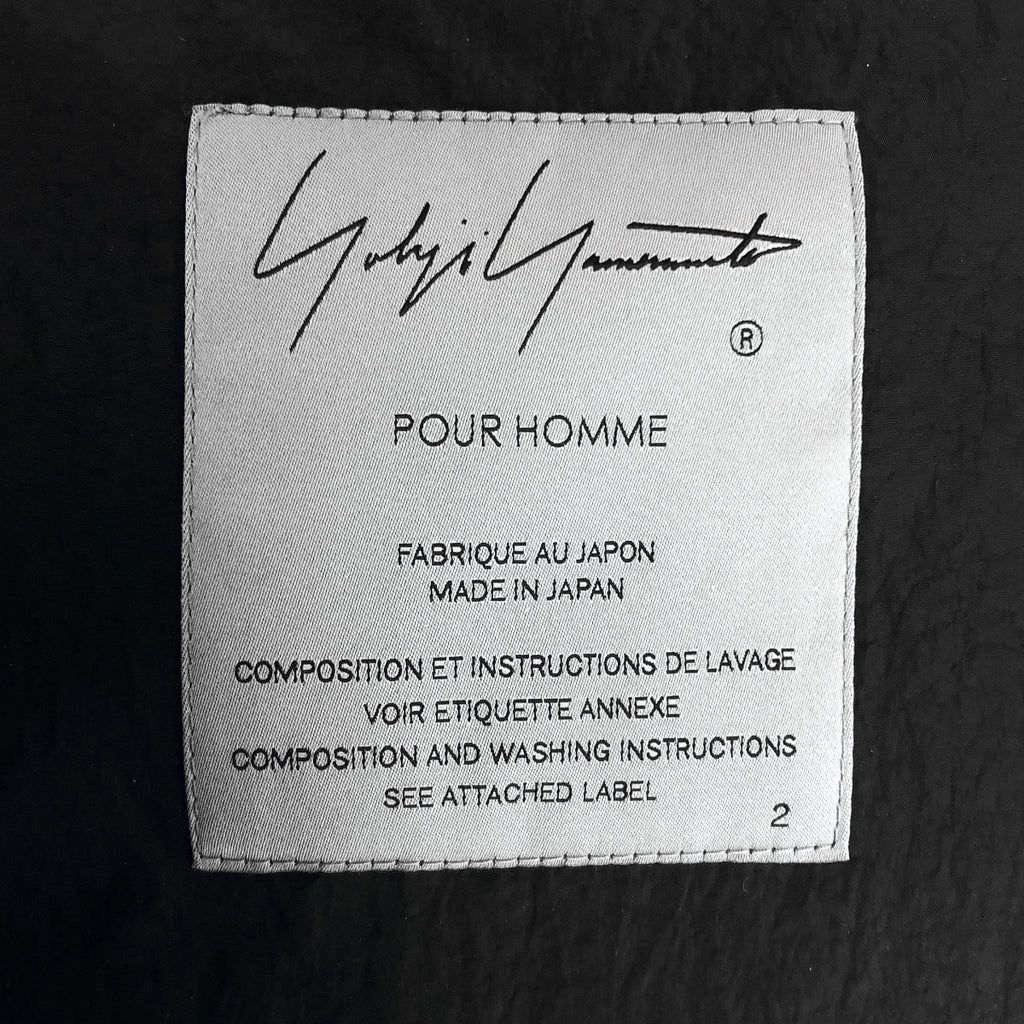 Yohji Yamamoto
®
POUR HOMME
FABRIQUE AU JAPON
MADE IN JAPAN
COMPOSITION ET INSTRUCTIONS DE LAVAGE
VOIR ETIQUETTE ANNEXE
COMPOSITION AND WASHING INSTRUCTIONS
SEE ATTACHED LABEL
2